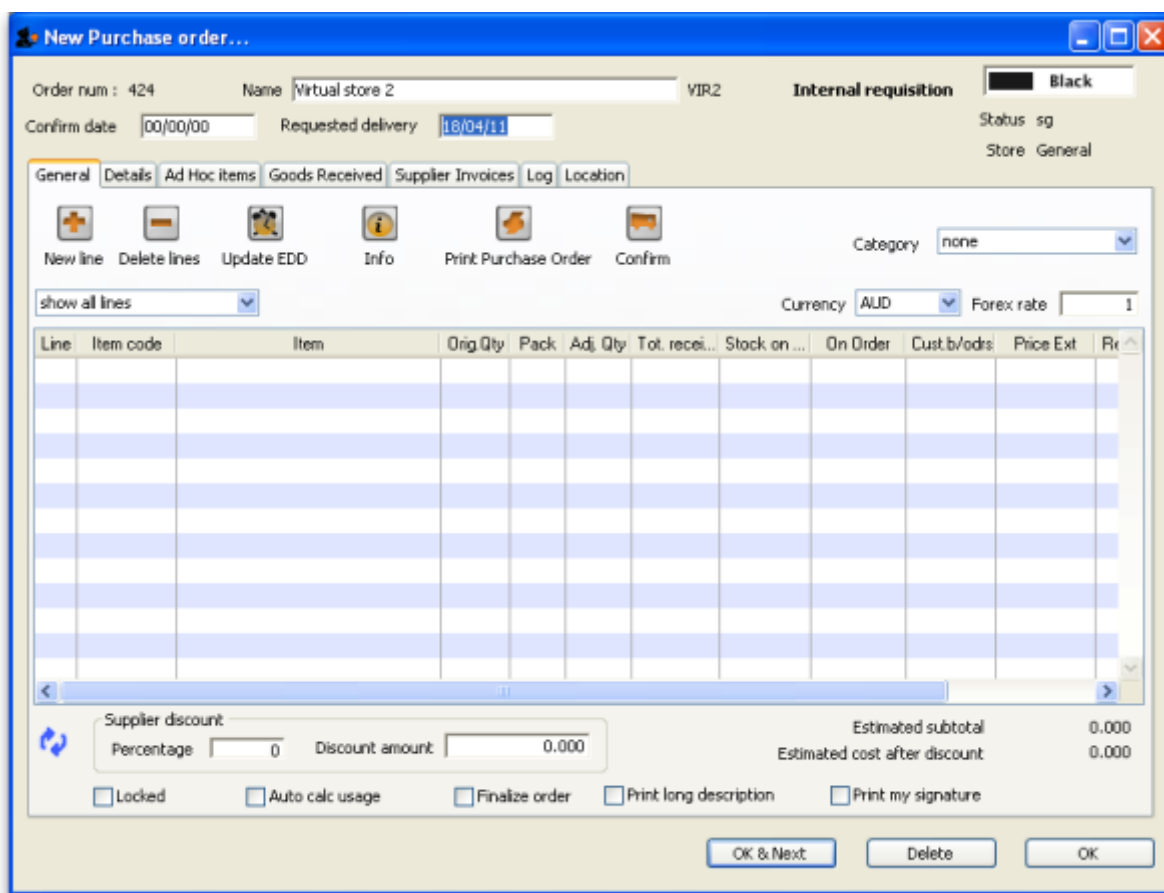 New Purchase order...
Order num : 424 Name Virtual store 2 VIR2 Internal requisition Black
Confirm date 00/00/00 Requested delivery 18/04/11 Status sg
Store General
General Details Ad Hoc items Goods Received Supplier Invoices Log Location
New line Delete lines Update EDD Info Print Purchase Order Confirm Category none
show all lines Currency AUD Forex rate 1
Line Item code Item Orig.Qty Pack Adj. Qty Tot. recei... Stock on ... On Order Cust.b/odrs Price Ext Re
Supplier discount Estimated subtotal 0.000
Percentage 0 Discount amount 0.000 Estimated cost after discount 0.000
Locked Auto calc usage Finalize order Print long description Print my signature
OK & Next Delete OK